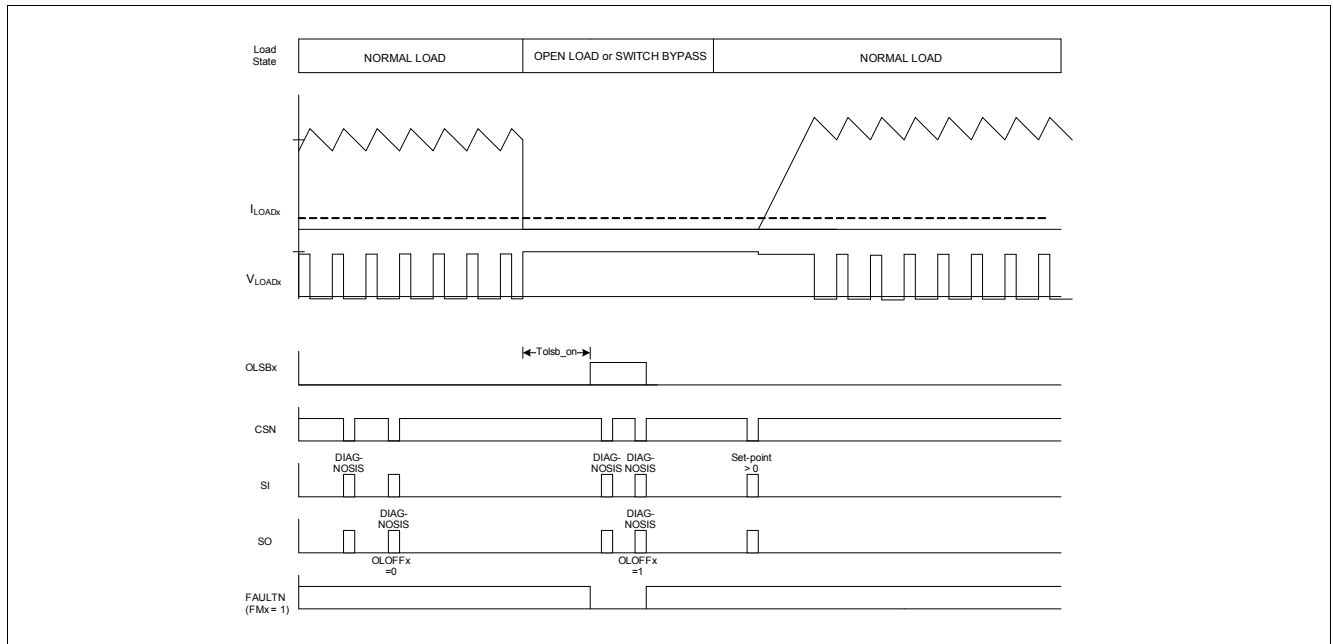 Load
State
NORMAL LOAD
OPEN LOAD or SWITCH BYPASS
NORMAL LOAD
ILOADx
VLOADx
Tolsb_on
OLSBx
CSN
DIAG-
NOSIS
DIAG-
NOSIS
DIAG-
NOSIS
Set-point
> 0
SI
DIAG-
NOSIS
DIAG-
NOSIS
SO
OLOFFx
=0
OLOFFx
=1
FAULTN
(FMx = 1)